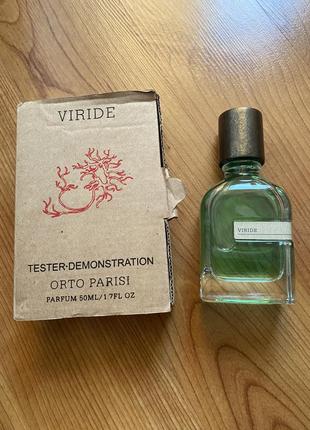 VIRIDE
TESTER-DEMONSTRATION
ORTO PARISI
PARFUM 50ML/1.7FL OZ
VIRIDE